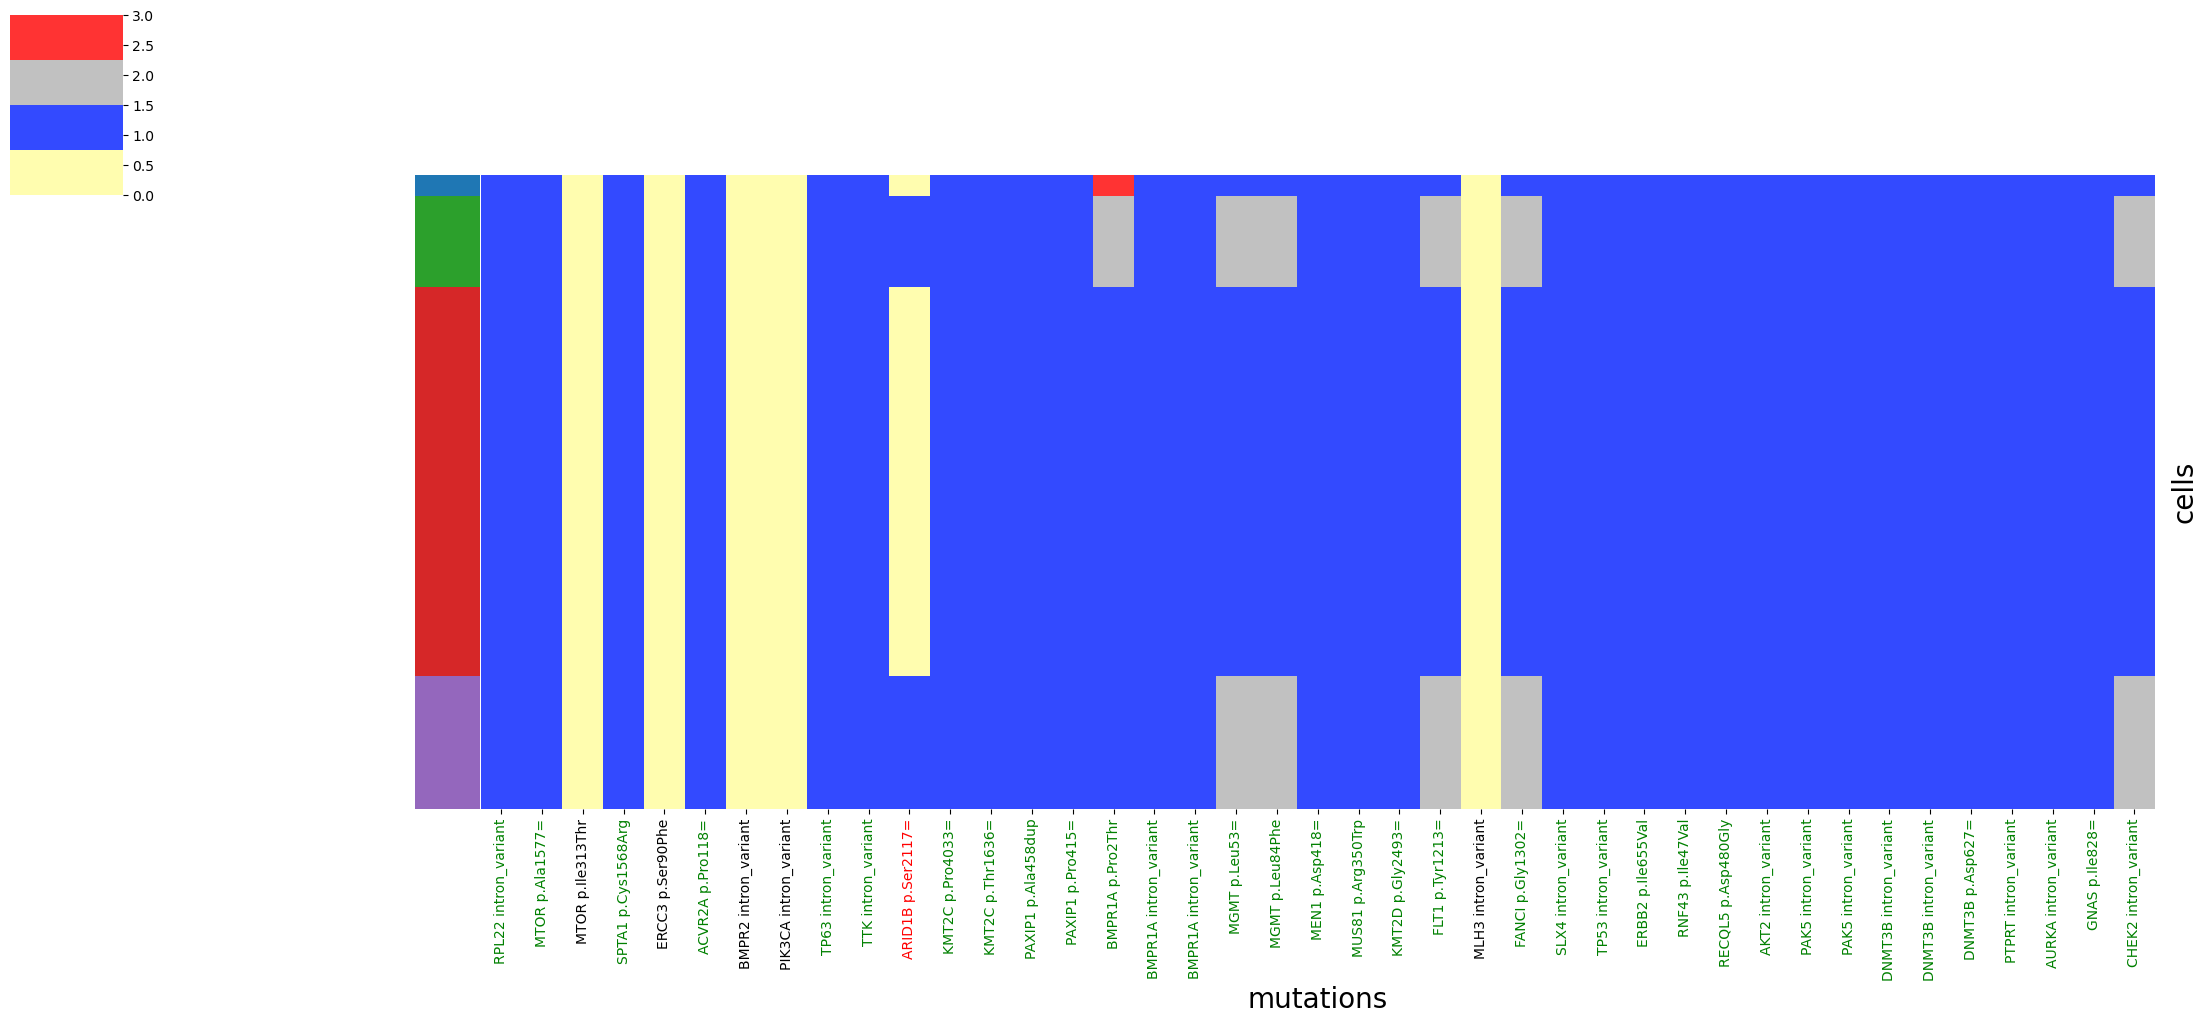 3.0
2.5
2.0
1.5
1.0
0.5
0.0
cells
RPL22 intron_variant
MTOR p.Ala1577=
MTOR p.Ile313Thr
SPTA1 p.Cys1568Arg
ERCC3 p.Ser90Phe
ACVR2A p.Pro118=
BMPR2 intron_variant
PIK3CA intron_variant
TP63 intron_variant
TTK intron_variant
ARID1B p.Ser2117=
KMT2C p.Pro4033=
KMT2C p.Thr1636=
PAXIP1 p.Ala458dup
PAXIP1 p.Pro415=
BMPR1A p.Pro2Thr
BMPR1A intron_variant
BMPR1A intron_variant
MGMT p.Leu53=
MGMT p.Leu84Phe
MEN1 p.Asp418=
MUS81 p.Arg350Trp
KMT2D p.Gly2493=
FLT1 p.Tyr1213=
MLH3 intron_variant
FANCI p.Gly1302=
SLX4 intron_variant
TP53 intron_variant
ERBB2 p.Ile655Val
RNF43 p.Ile47Val
RECQL5 p.Asp480Gly
AKT2 intron_variant
PAK5 intron_variant
PAK5 intron_variant
DNMT3B intron_variant
DNMT3B intron_variant
DNMT3B p.Asp627=
PTPRT intron_variant
AURKA intron_variant
GNAS p.Ile828=
CHEK2 intron_variant
mutations